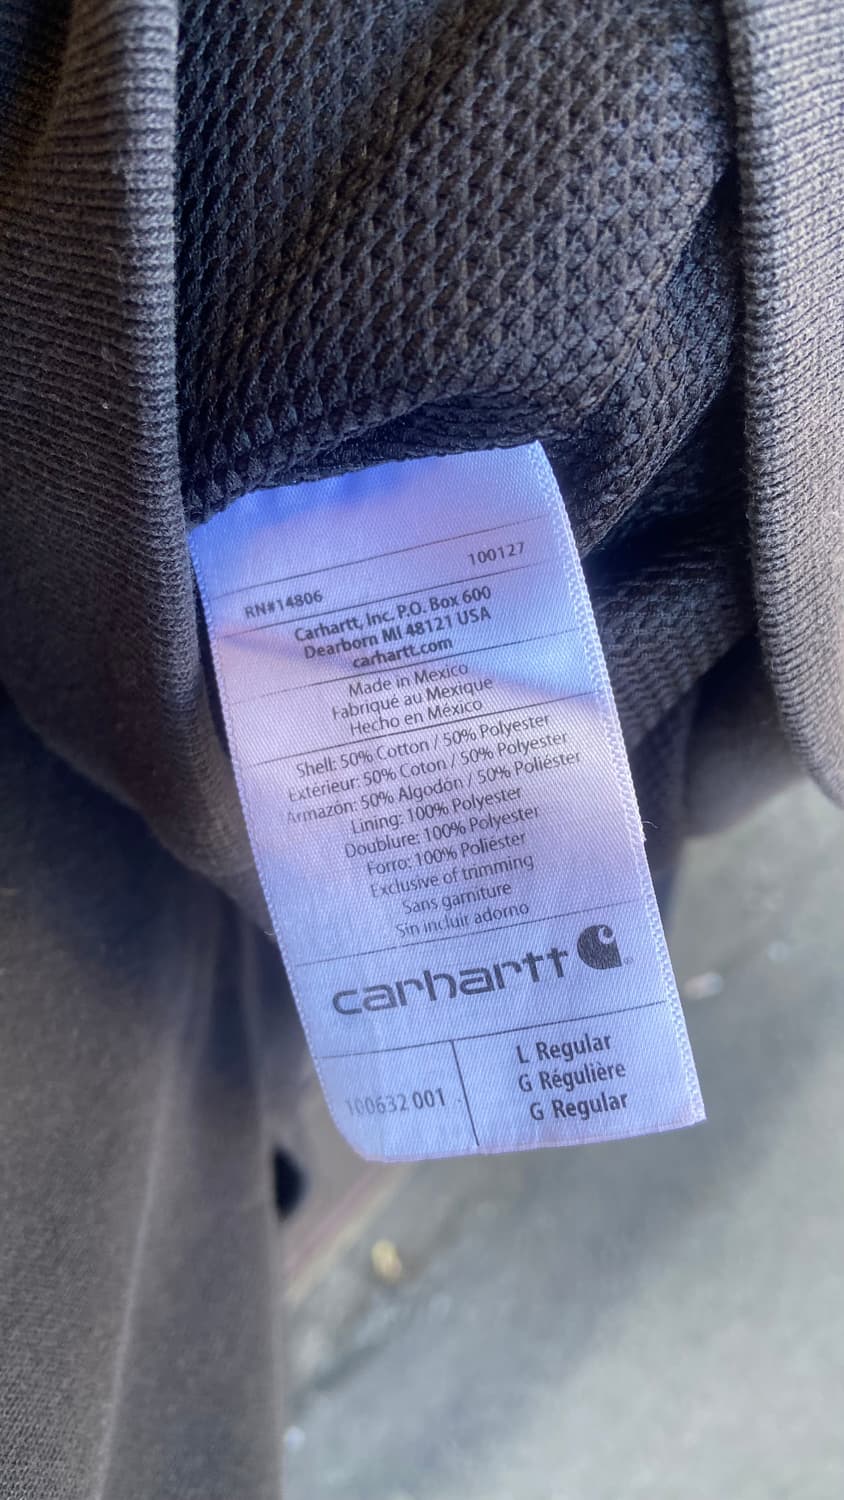 RN#14806 100127
Carhartt, Inc. P.O. Box 600
Dearborn MI 48121 USA
carhartt.com
Made in Mexico
Fabriqué au Mexique
Hecho en México
Shell: 50% Cotton / 50% Polyester
Extérieur: 50% Coton / 50% Polyester
Armazón: 50% Algodón / 50% Poliéster
Lining: 100% Polyester
Doublure: 100% Polyester
Forro: 100% Poliéster
Exclusive of trimming
Sans garniture
Sin incluir adorno
carhartt
L Regular
G Régulière
100632 001
G Regular